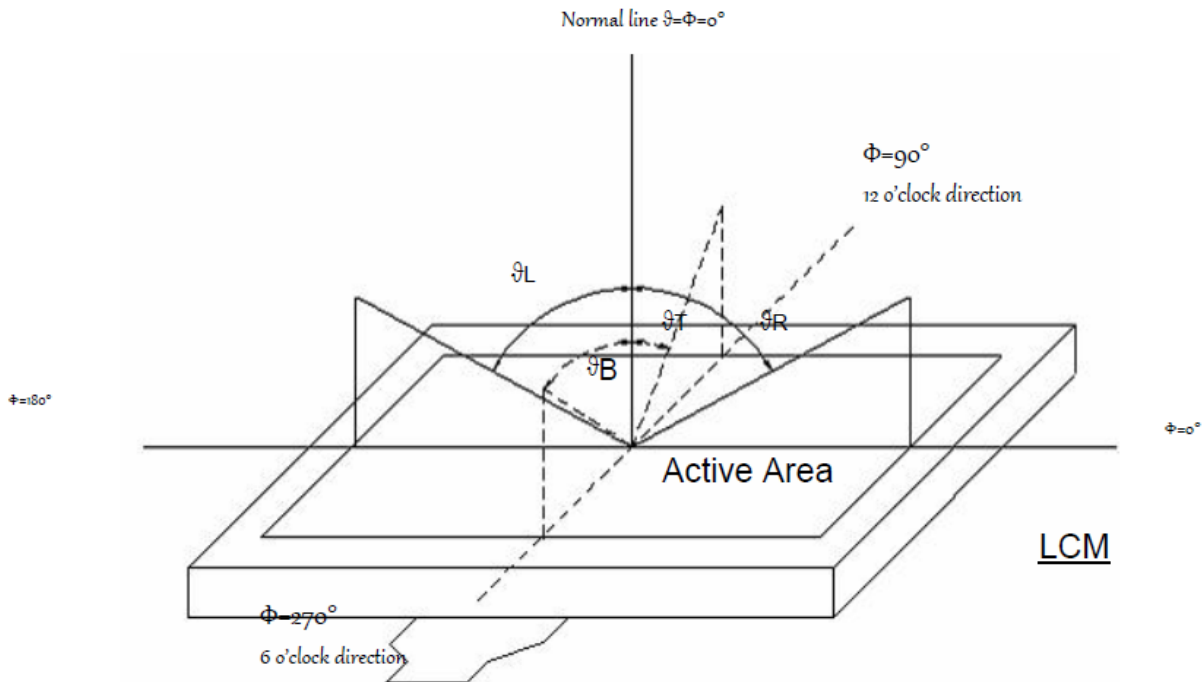 Normal line ϑ=Φ=0°
Φ=90°
12 o'clock direction
ϑL
ϑT
ϑR
ϑB
Φ=180°
Φ=0°
Active Area
LCM
Φ=270°
6 o'clock direction